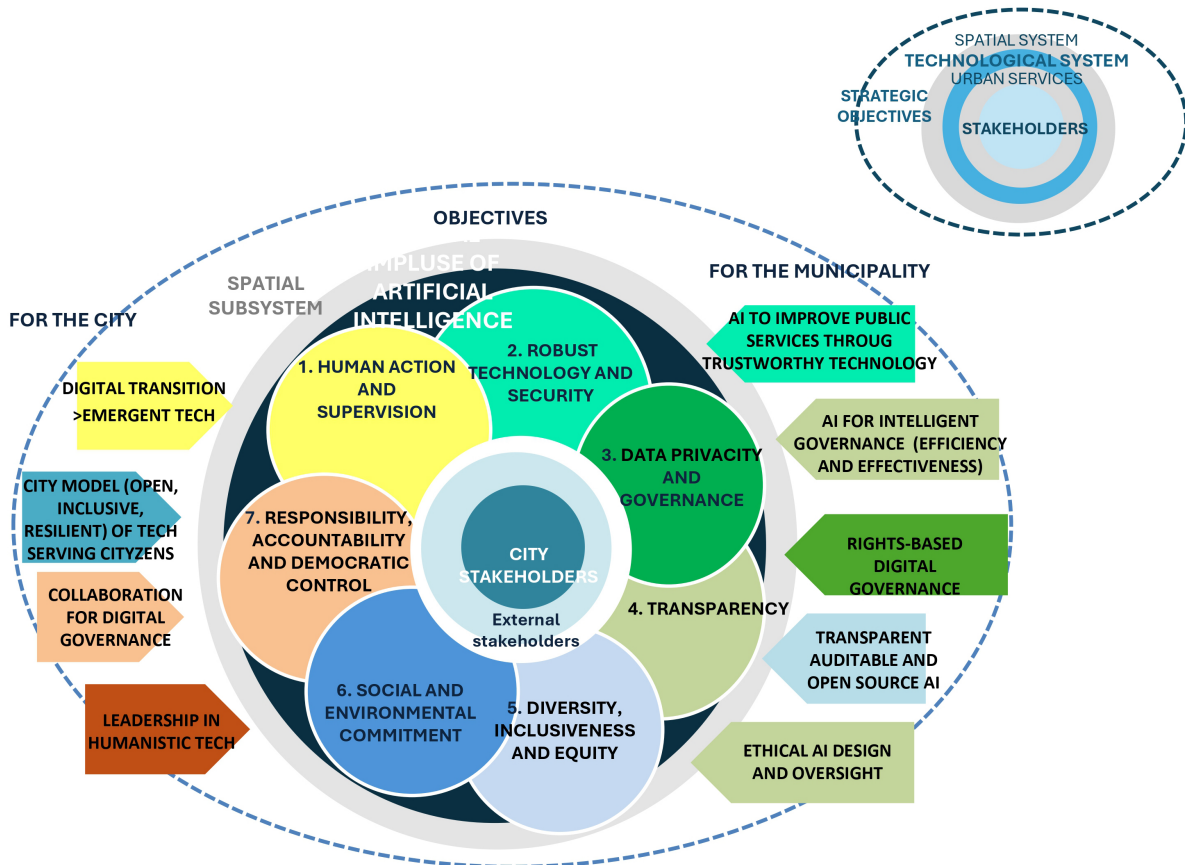 SPATIAL SYSTEM
TECHNOLOGICAL SYSTEM
URBAN SERVICES
STRATEGIC
OBJECTIVES
STAKEHOLDERS
OBJECTIVES
IMPLUSE OF
ARTIFICIAL
INTELLIGENCE
SPATIAL
SUBSYSTEM
FOR THE CITY
FOR THE MUNICIPALITY
DIGITAL TRANSITION
>EMERGENT TECH
CITY MODEL (OPEN,
INCLUSIVE,
RESILIENT) OF TECH
SERVING CITYZENS
COLLABORATION
FOR DIGITAL
GOVERNANCE
LEADERSHIP IN
HUMANISTIC TECH
1. HUMAN ACTION
AND
SUPERVISION
2. ROBUST
TECHNOLOGY AND
SECURITY
3. DATA PRIVACITY
AND
GOVERNANCE
4. TRANSPARENCY
5. DIVERSITY,
INCLUSIVENESS
AND EQUITY
6. SOCIAL AND
ENVIRONMENTAL
COMMITMENT
7. RESPONSIBILITY,
ACCOUNTABILITY
AND DEMOCRATIC
CONTROL
CITY
STAKEHOLDERS
External
stakeholders
AI TO IMPROVE PUBLIC
SERVICES THROUG
TRUSTWORTHY TECHNOLOGY
AI FOR INTELLIGENT
GOVERNANCE (EFFICIENCY
AND EFFECTIVENESS)
RIGHTS-BASED
DIGITAL
GOVERNANCE
TRANSPARENT
AUDITABLE AND
OPEN SOURCE AI
ETHICAL AI DESIGN
AND OVERSIGHT